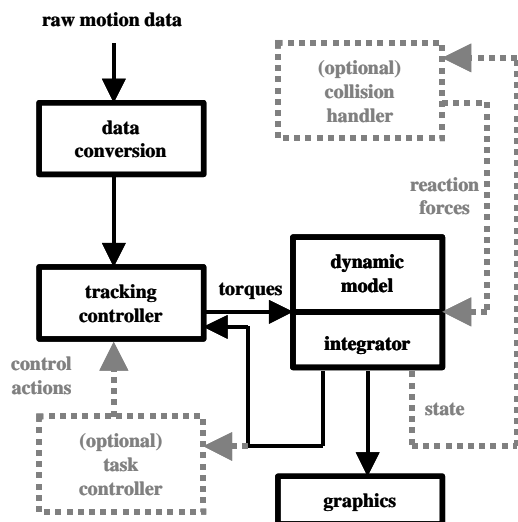 raw motion data
(optional)
collision
handler
data
conversion
reaction
forces
tracking
controller
torques
dynamic
model
integrator
control
actions
state
(optional)
task
controller
graphics